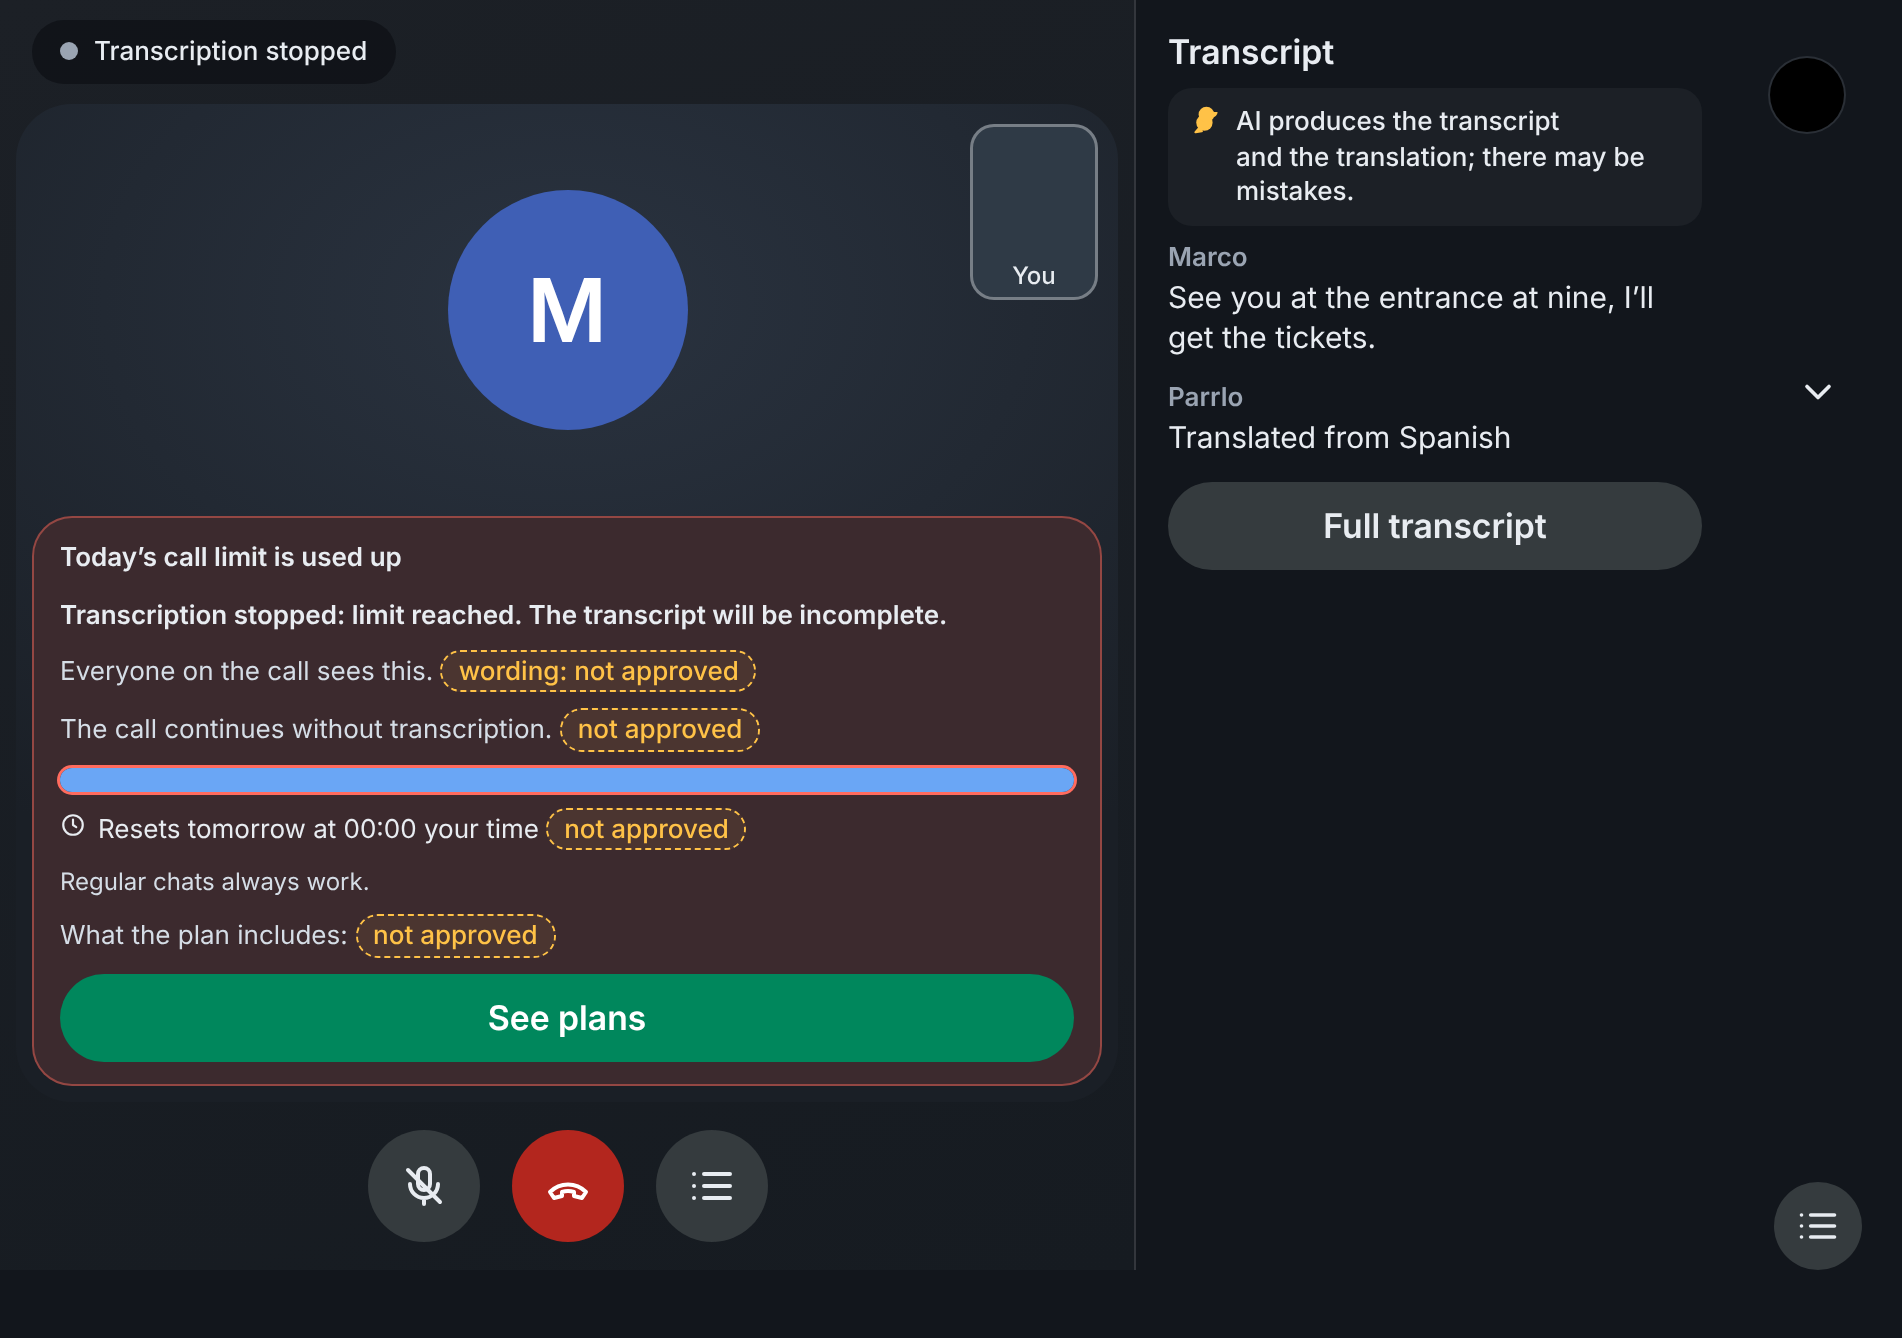 Transcription stopped
You
M
Today’s call limit is used up
Transcription stopped: limit reached. The transcript will be incomplete.
Everyone on the call sees this. wording: not approved
The call continues without transcription. not approved
Resets tomorrow at 00:00 your time not approved
Regular chats always work.
What the plan includes: not approved
See plans
Transcript
AI produces the transcript
and the translation; there may be
mistakes.
Marco
See you at the entrance at nine, I’ll
get the tickets.
Parrlo
Translated from Spanish
Full transcript